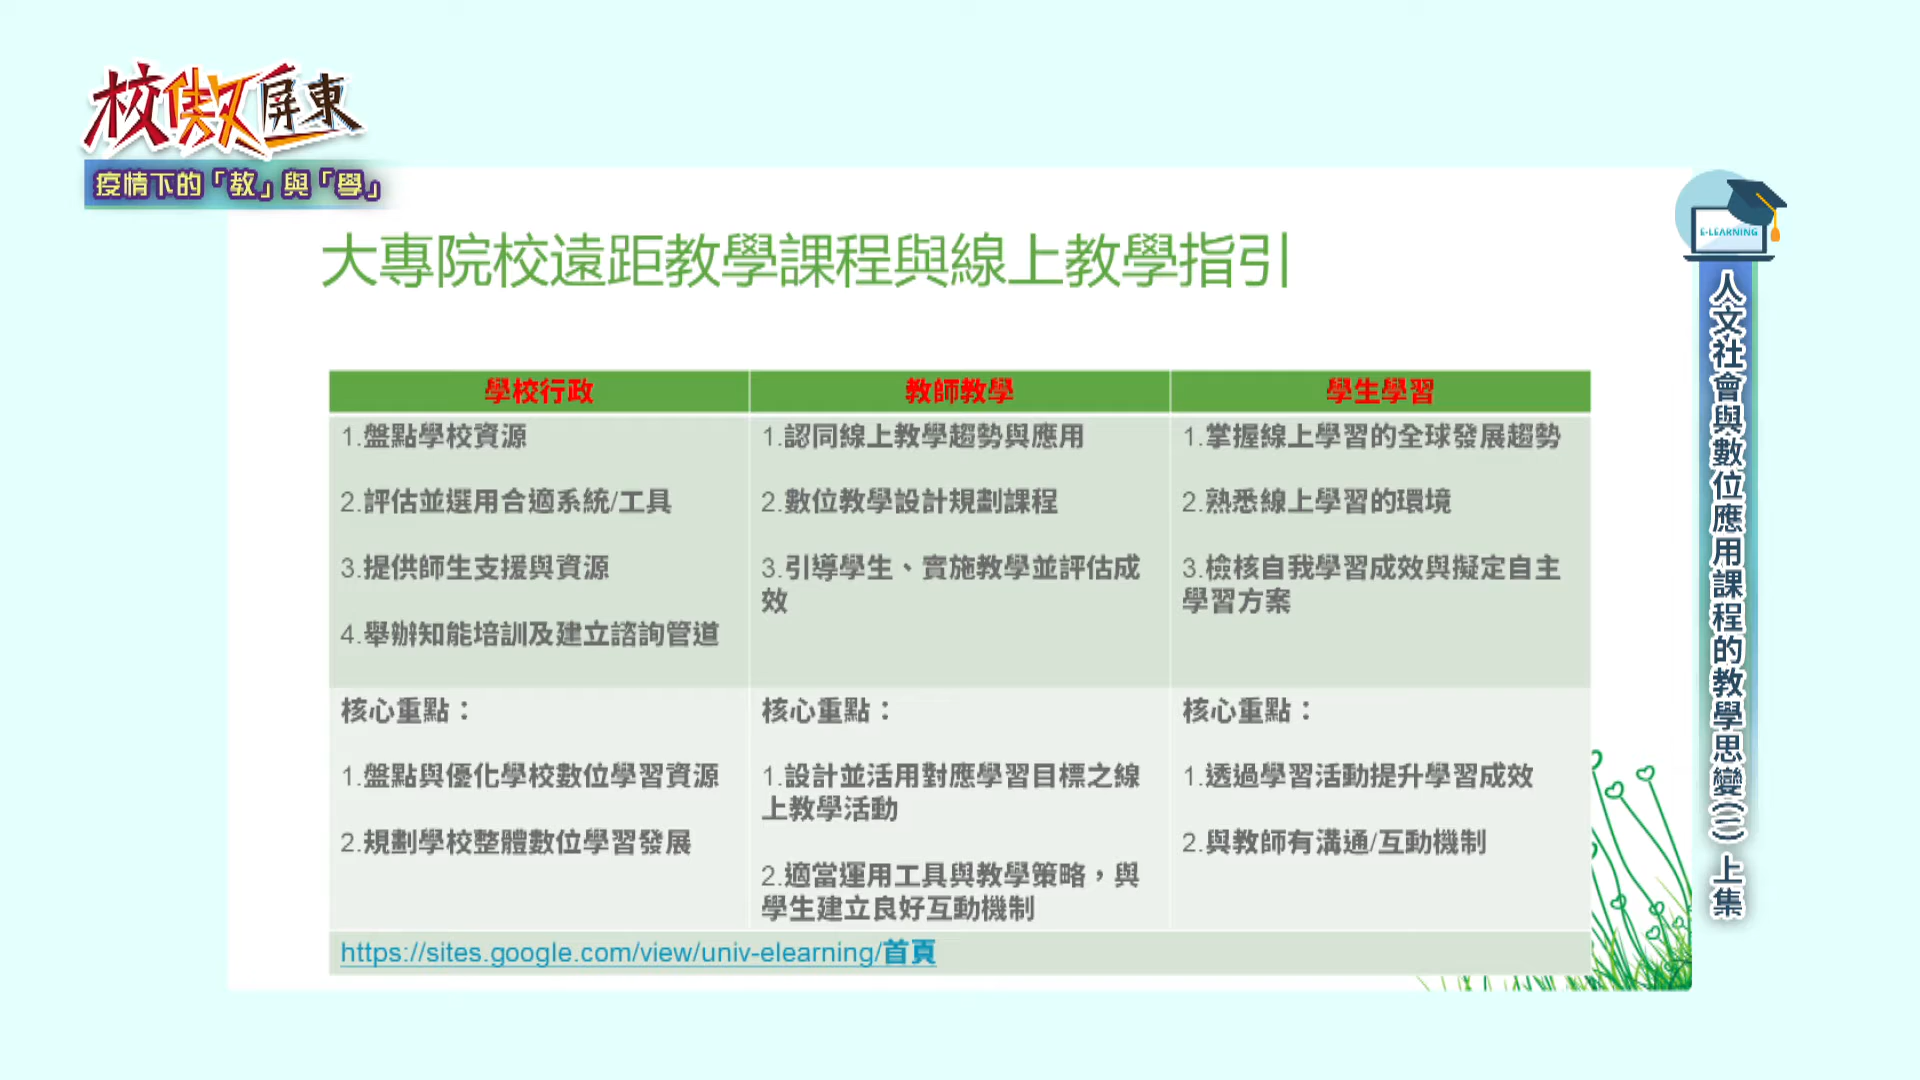 校傲屏東
疫情下的「教」與「學」
E-LEARNING
大專院校遠距教學課程與線上教學指引
學校行政
教師教學
學生學習
1.盤點學校資源
2.評估並選用合適系統/工具
3.提供師生支援與資源
4.舉辦知能培訓及建立諮詢管道
1.認同線上教學趨勢與應用
2.數位教學設計規劃課程
3.引導學生、實施教學並評估成
效
1.掌握線上學習的全球發展趨勢
2.熟悉線上學習的環境
3.檢核自我學習成效與擬定自主
學習方案
核心重點：
1.盤點與優化學校數位學習資源
2.規劃學校整體數位學習發展
核心重點：
1.設計並活用對應學習目標之線
上教學活動
2.適當運用工具與教學策略，與
學生建立良好互動機制
核心重點：
1.透過學習活動提升學習成效
2.與教師有溝通/互動機制
https://sites.google.com/view/univ-elearning/首頁
人文社會與數位應用課程的教學思變(三)上集